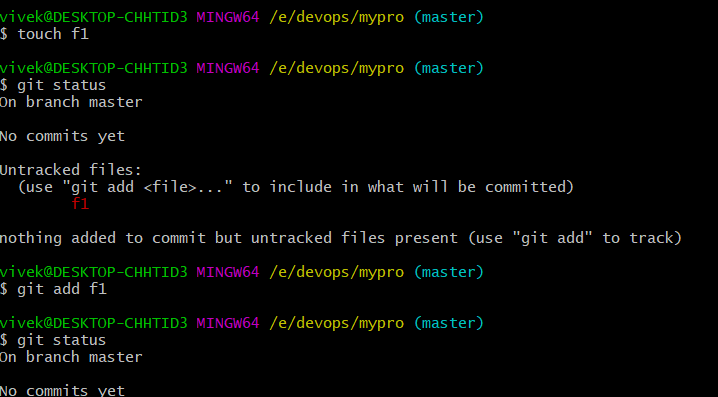 vivek@DESKTOP-CHHTID3 MINGW64 /e/devops/mypro (master)
$ touch f1
vivek@DESKTOP-CHHTID3 MINGW64 /e/devops/mypro (master)
$ git status
On branch master
No commits yet
Untracked files:
(use "git add <file>..." to include in what will be committed)
f1
nothing added to commit but untracked files present (use "git add" to track)
vivek@DESKTOP-CHHTID3 MINGW64 /e/devops/mypro (master)
$ git add f1
vivek@DESKTOP-CHHTID3 MINGW64 /e/devops/mypro (master)
$ git status
On branch master
No commits yet